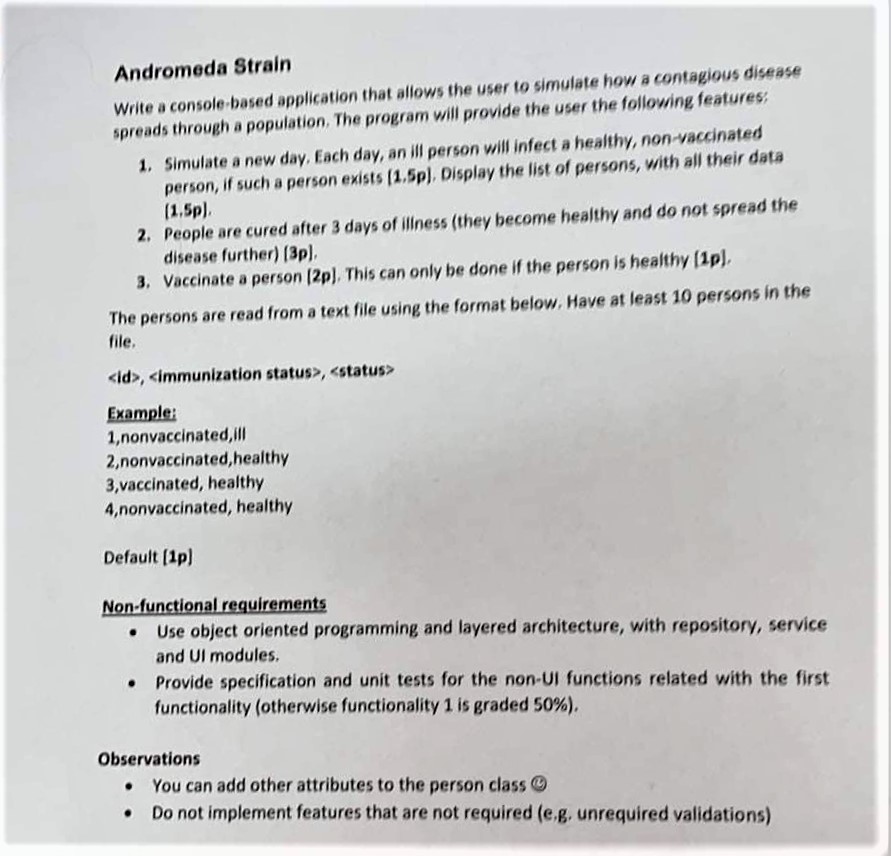 Andromeda Strain
Write a console-based application that allows the user to simulate how a contagious disease
spreads through a population. The program will provide the user the following features:
1. Simulate a new day. Each day, an ill person will infect a healthy, non-vaccinated
person, if such a person exists [1.5p]. Display the list of persons, with all their data
[1.5p].
2. People are cured after 3 days of illness (they become healthy and do not spread the
disease further) [3p].
3. Vaccinate a person [2p]. This can only be done if the person is healthy [1p].
The persons are read from a text file using the format below. Have at least 10 persons in the
file.
<id>, <immunization status>, <status>
Example:
1,nonvaccinated,ill
2,nonvaccinated,healthy
3,vaccinated, healthy
4,nonvaccinated, healthy
Default [1p]
Non-functional requirements
• Use object oriented programming and layered architecture, with repository, service
and UI modules.
• Provide specification and unit tests for the non-UI functions related with the first
functionality (otherwise functionality 1 is graded 50%).
Observations
• You can add other attributes to the person class ☺
• Do not implement features that are not required (e.g. unrequired validations)